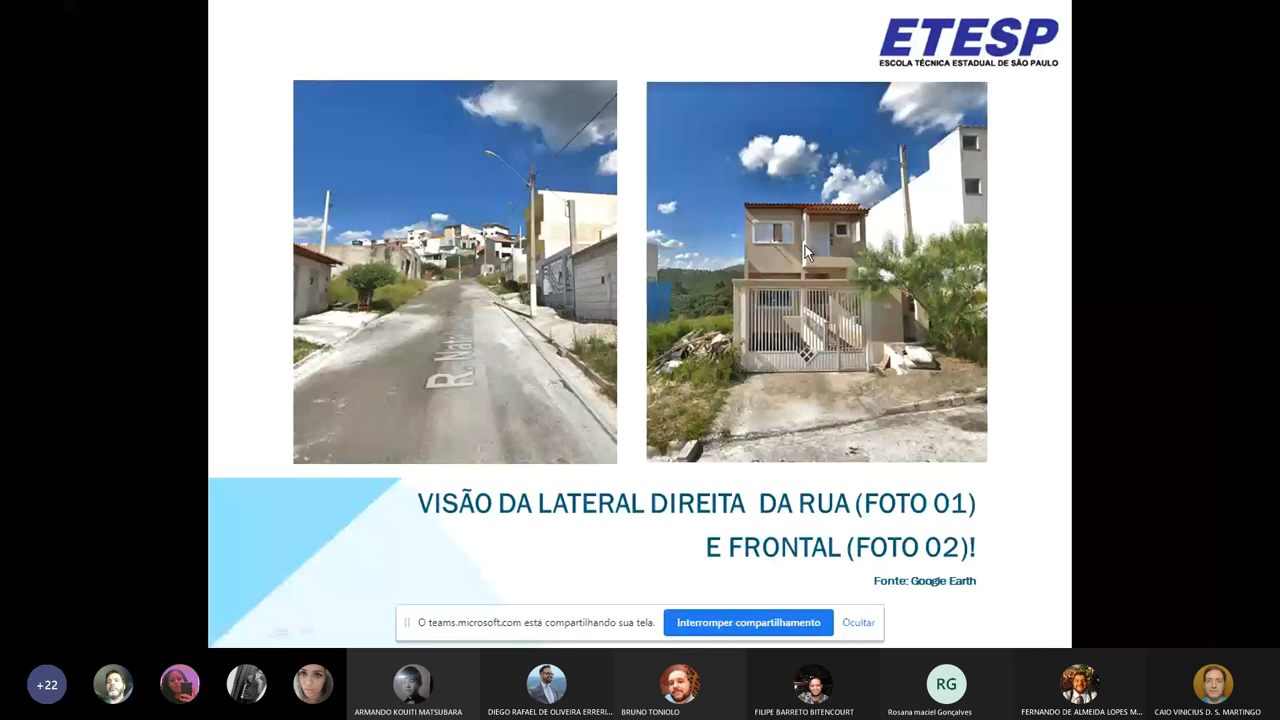 ETESP
ESCOLA TÉCNICA ESTADUAL DE SÃO PAULO
VISÃO DA LATERAL DIREITA DA RUA (FOTO 01)
E FRONTAL (FOTO 02)!
Fonte: Google Earth
O teams.microsoft.com está compartilhando sua tela.
Interromper compartilhamento
Ocultar
+22
RG
ARMANDO KOUITI MATSUBARA
DIEGO RAFAEL DE OLIVEIRA ERRERI...
BRUNO TONIOLO
FILIPE BARRETO BITENCOURT
Rosana maciel Gonçalves
FERNANDO DE ALMEIDA LOPES M...
CAIO VINICIUS D. S. MARTINGO